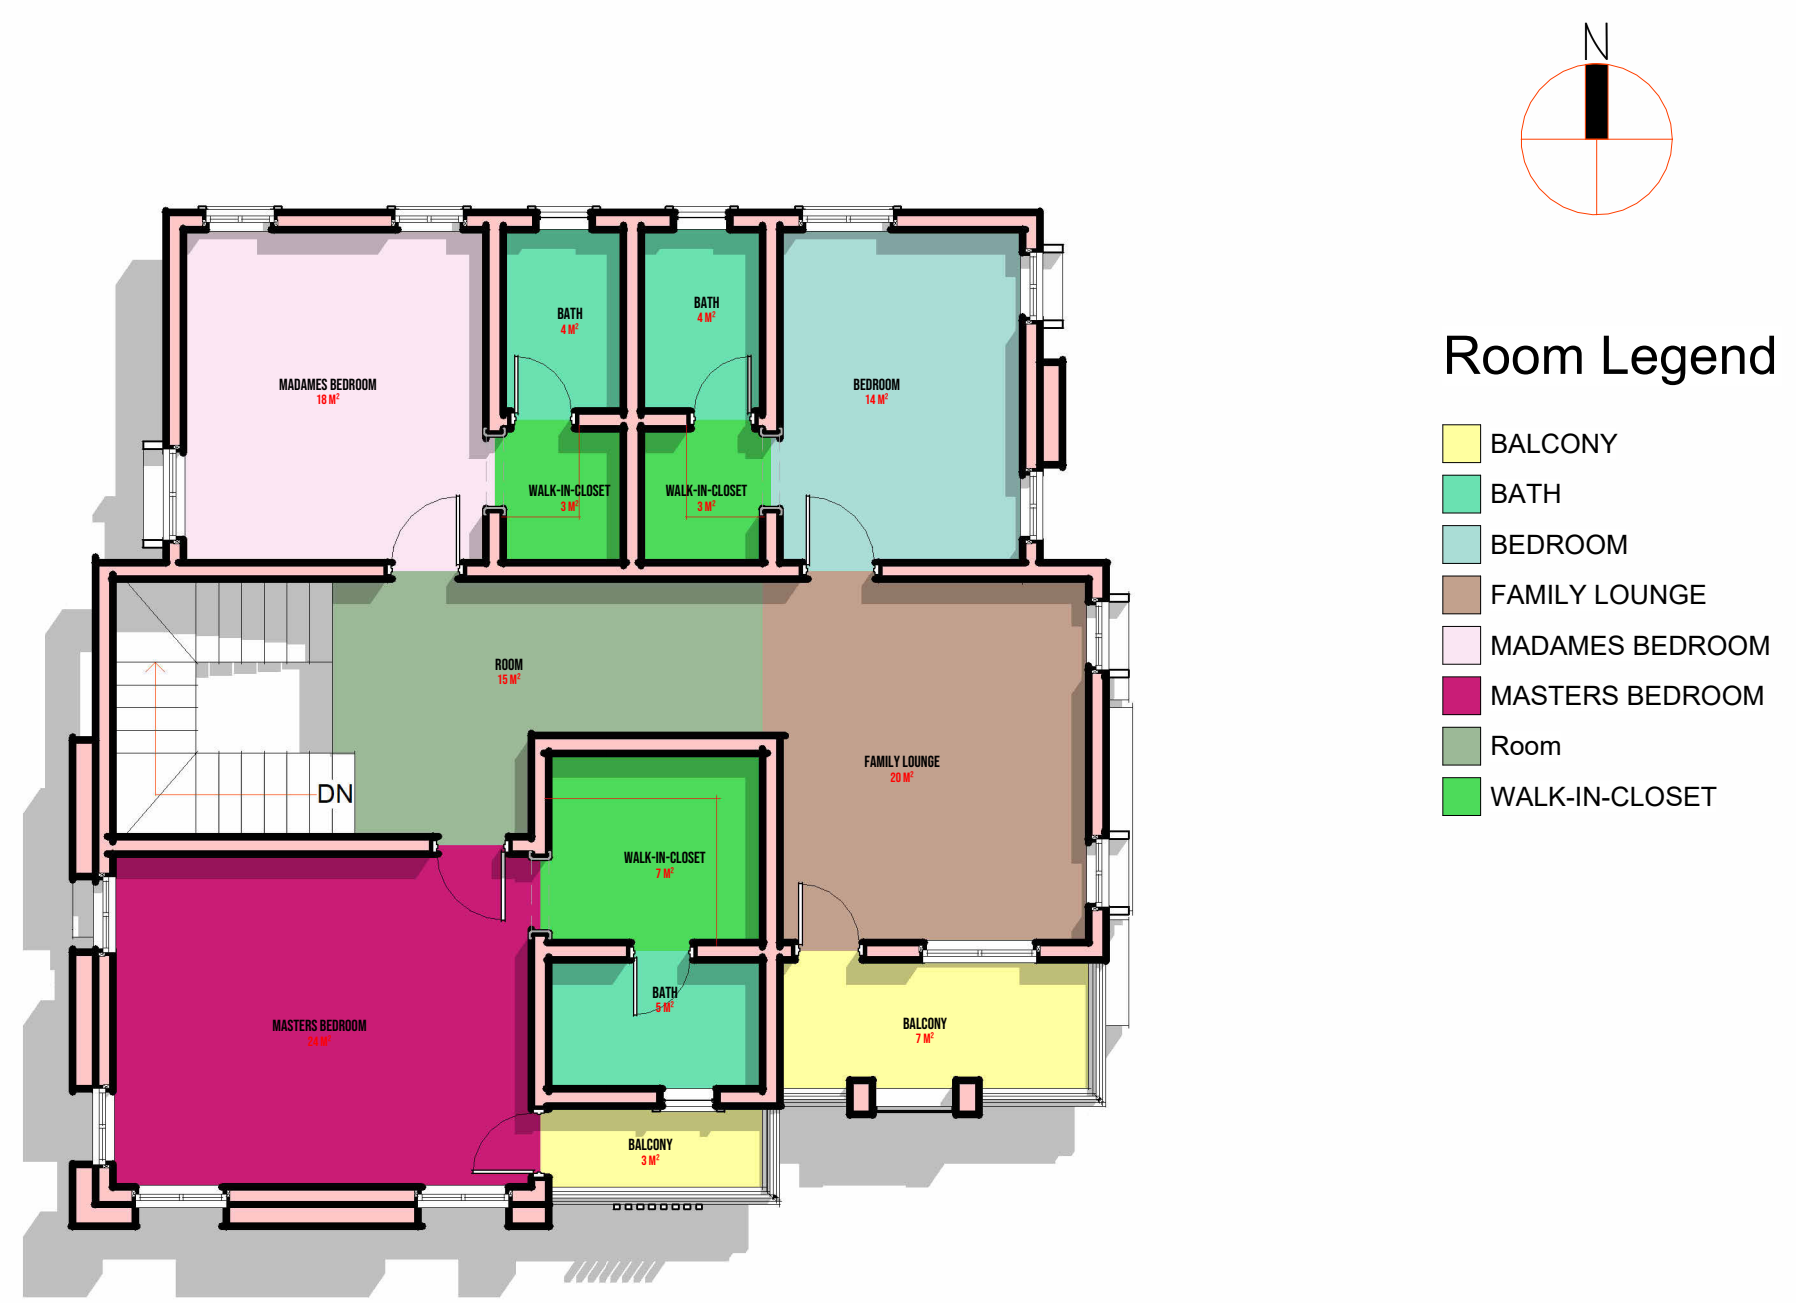 N
BATH
4 M²
BATH
4 M²
MADAMES BEDROOM
18 M²
BEDROOM
14 M²
WALK-IN-CLOSET
3 M²
WALK-IN-CLOSET
3 M²
ROOM
15 M²
FAMILY LOUNGE
20 M²
DN
WALK-IN-CLOSET
7 M²
BATH
5 M²
MASTERS BEDROOM
24 M²
BALCONY
7 M²
BALCONY
3 M²
Room Legend
BALCONY
BATH
BEDROOM
FAMILY LOUNGE
MADAMES BEDROOM
MASTERS BEDROOM
Room
WALK-IN-CLOSET